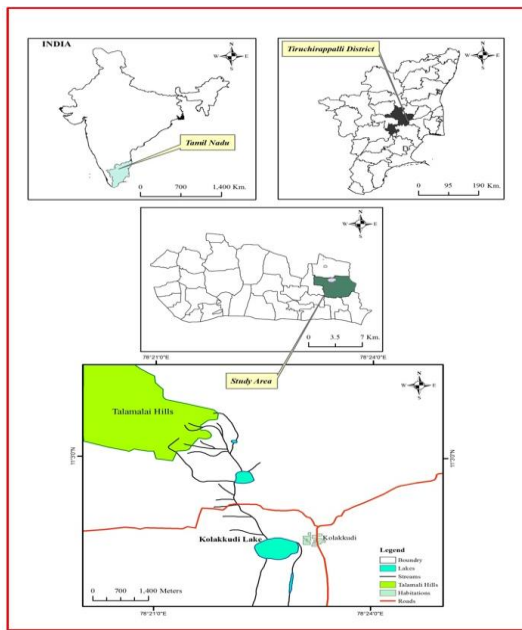 INDIA
N
W E
S
Tamil Nadu
0 700 1,400 Km.
Tiruchirappalli District
N
W E
S
0 95 190 Km.
N
W E
S
0 3.5 7 Km.
Study Area
78°21'0"E 78°24'0"E
Talamalai Hills
N
W E
S
Kolakkudi Lake
Kolakkudi
0 700 1,400 Meters
Legend
Boundry
Lakes
Streams
Talamali Hills
Habitations
Roads
78°21'0"E 78°24'0"E